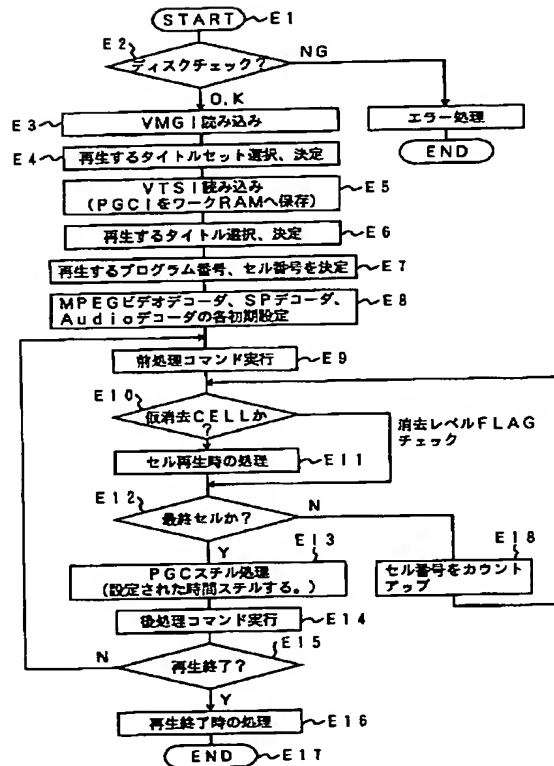 START
E1
E2
ディスクチェック?
NG
O,K
E3
VMGI読み込み
エラー処理
END
E4
再生するタイトルセット選択、決定
VTSI読み込み
(PGCIをワークRAMへ保存)
E5
再生するタイトル選択、決定
E6
再生するプログラム番号、セル番号を決定
E7
MPEGビデオデコーダ、SPデコーダ、
Audioデコーダの各初期設定
E8
前処理コマンド実行
E9
E10
仮消去CELLか
?
消去レベルFLAG
チェック
セル再生時の処理
E11
E12
最終セルか?
N
Y
E13
PGCスチル処理
(設定された時間スチルする。)
E18
セル番号をカウント
アップ
後処理コマンド実行
E14
E15
N
再生終了?
Y
再生終了時の処理
E16
END
E17